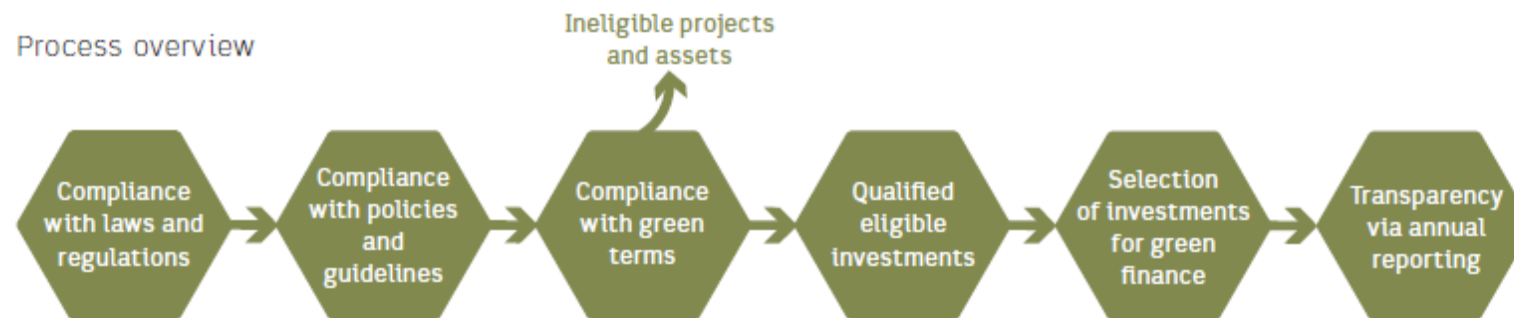 Process overview
Ineligible projects
and assets
Compliance
with laws and
regulations
Compliance
with policies
and
guidelines
Compliance
with green
terms
Qualified
eligible
investments
Selection
of investments
for green
finance
Transparency
via annual
reporting